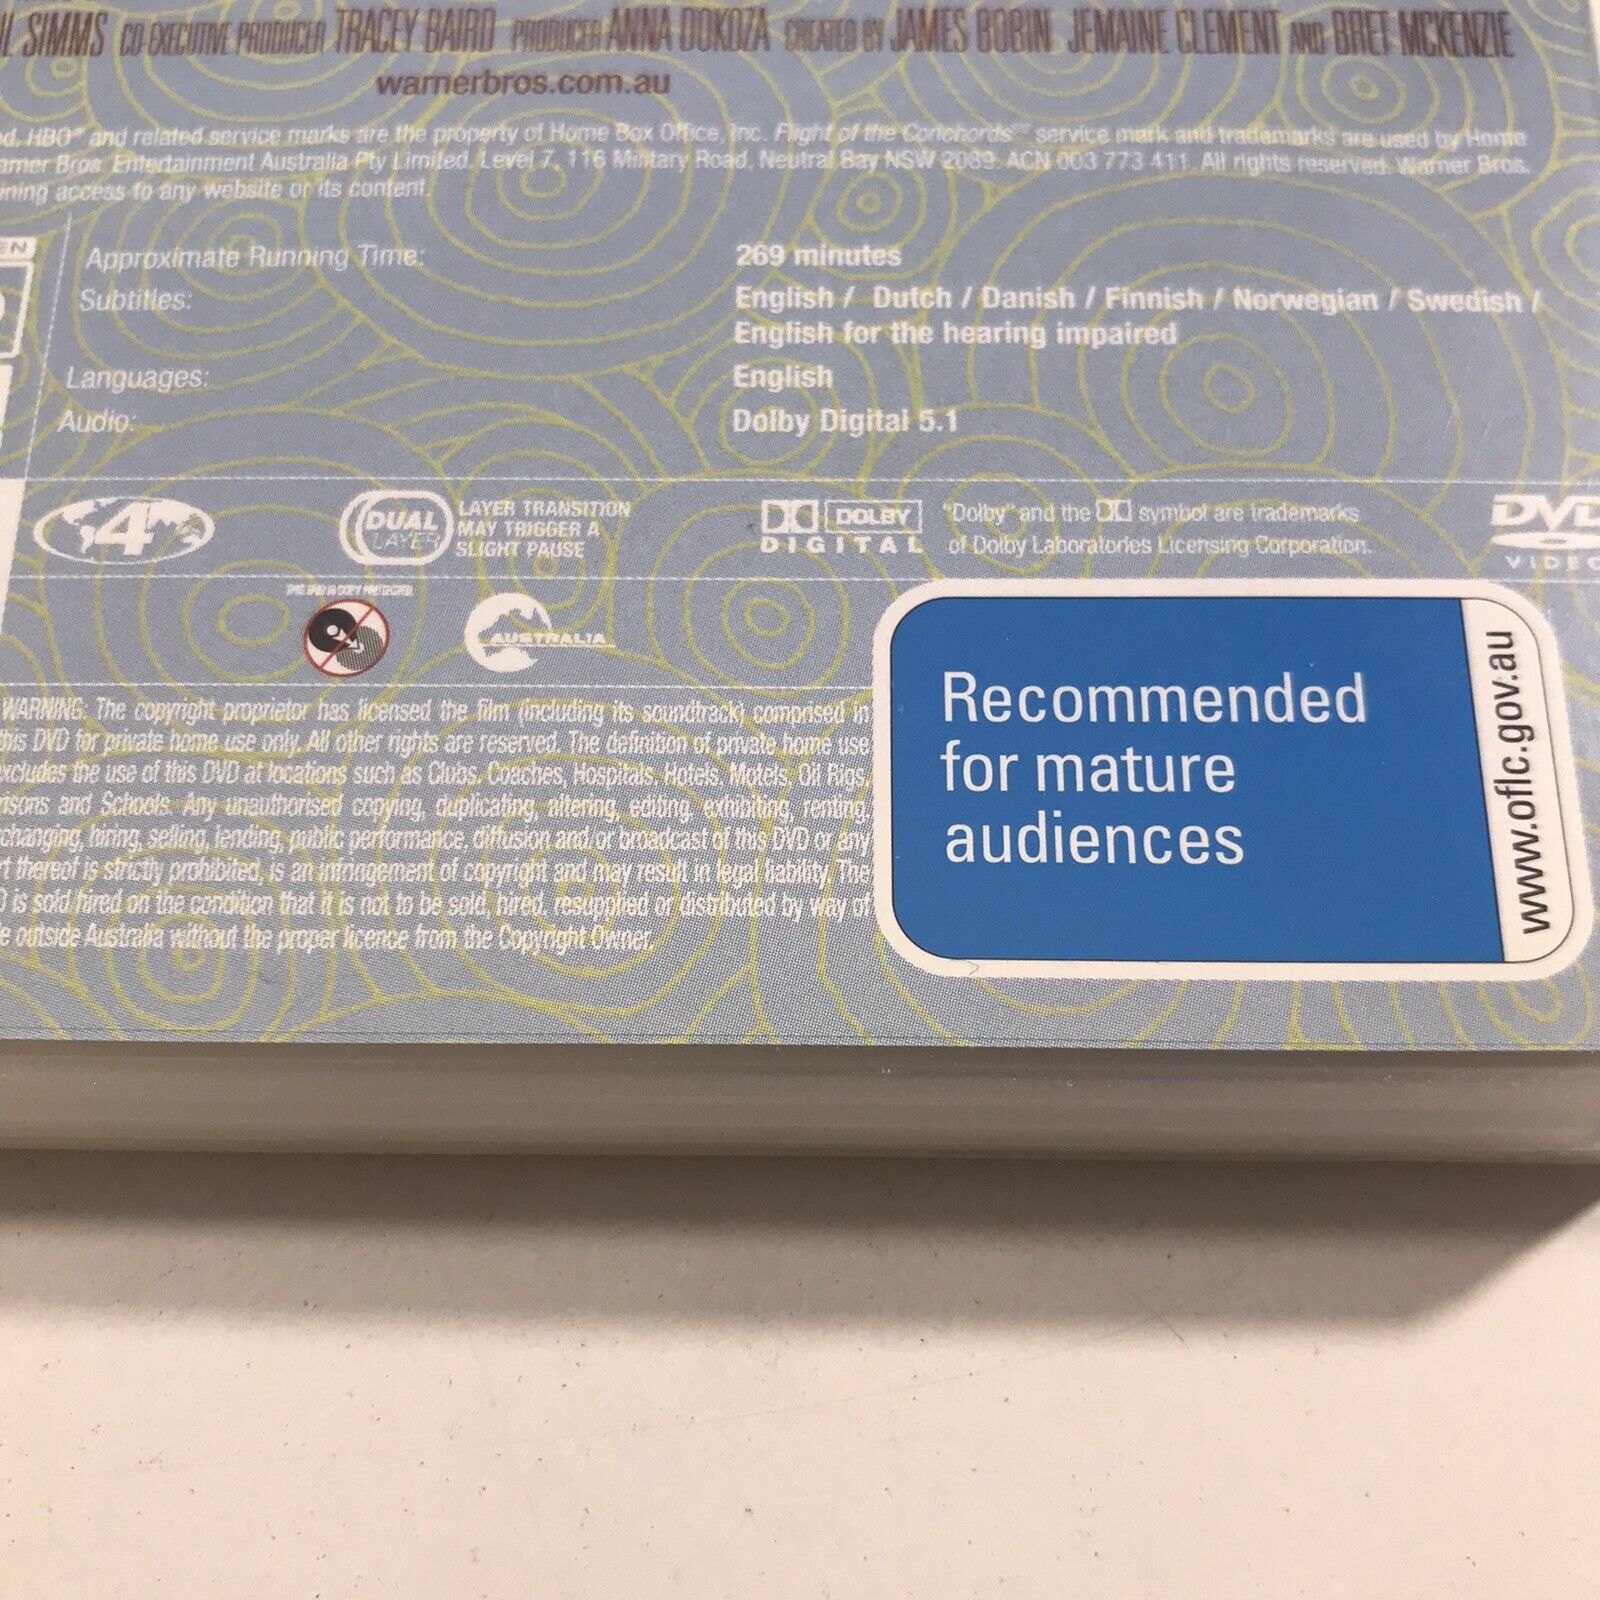 SIMMS CO-EXECUTIVE PRODUCER TRACEY BAIRD PRODUCER ANNA DOKOZA CREATED BY JAMES BOBIN JEMAINE CLEMENT AND BRET MCKENZIE
warnerbros.com.au
HBO® and related service marks are the property of Home Box Office, Inc. Flight of the Conchords℠ service mark and trademarks are used by Home
Bros. Entertainment Australia Pty Limited. Level 7, 116 Military Road, Neutral Bay NSW 2089. ACN 003 773 411. All rights reserved. Warner Bros.
access to any website or its content.
Approximate Running Time: 269 minutes
Subtitles: English / Dutch / Danish / Finnish / Norwegian / Swedish /
English for the hearing impaired
Languages: English
Audio: Dolby Digital 5.1
4
DUAL LAYER
LAYER TRANSITION
MAY TRIGGER A
SLIGHT PAUSE
DOLBY
DIGITAL
"Dolby" and the DD symbol are trademarks
of Dolby Laboratories Licensing Corporation.
DVD
VIDEO
THIS DVD IS COPY PROTECTED
AUSTRALIA
WARNING: The copyright proprietor has licensed the film (including its soundtrack) comprised in
this DVD for private home use only. All other rights are reserved. The definition of private home use
excludes the use of this DVD at locations such as Clubs, Coaches, Hospitals, Hotels, Motels, Oil Rigs,
Prisons and Schools. Any unauthorised copying, duplicating, altering, editing, exhibiting, renting,
exchanging, hiring, selling, lending, public performance, diffusion and/or broadcast of this DVD or any
part thereof is strictly prohibited, is an infringement of copyright and may result in legal liability. The
is sold/hired on the condition that it is not to be sold, hired, resupplied or distributed by way of
outside Australia without the proper licence from the Copyright Owner.
Recommended
for mature
audiences
www.oflc.gov.au